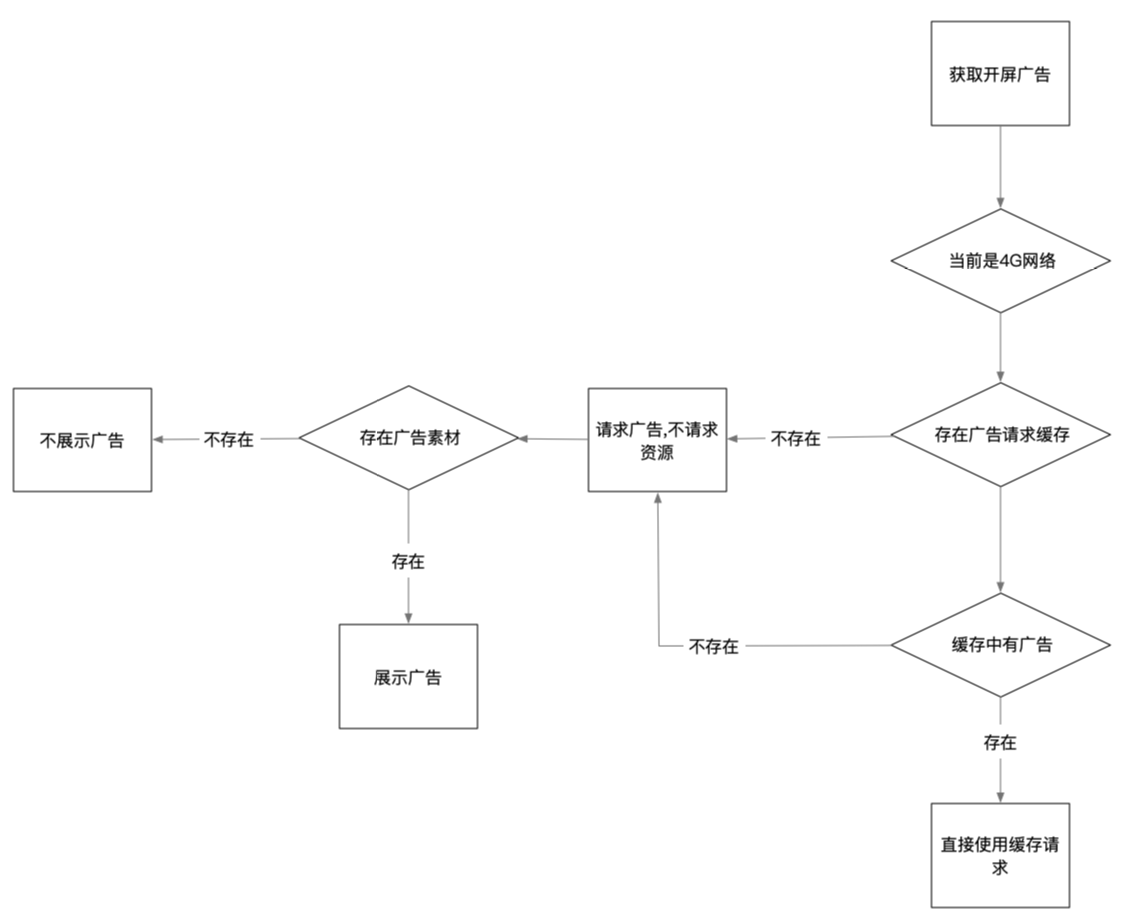 获取开屏广告
当前是4G网络
存在广告请求缓存
不存在
请求广告,不请求
资源
存在广告素材
不存在
不展示广告
存在
展示广告
缓存中有广告
不存在
存在
直接使用缓存请
求